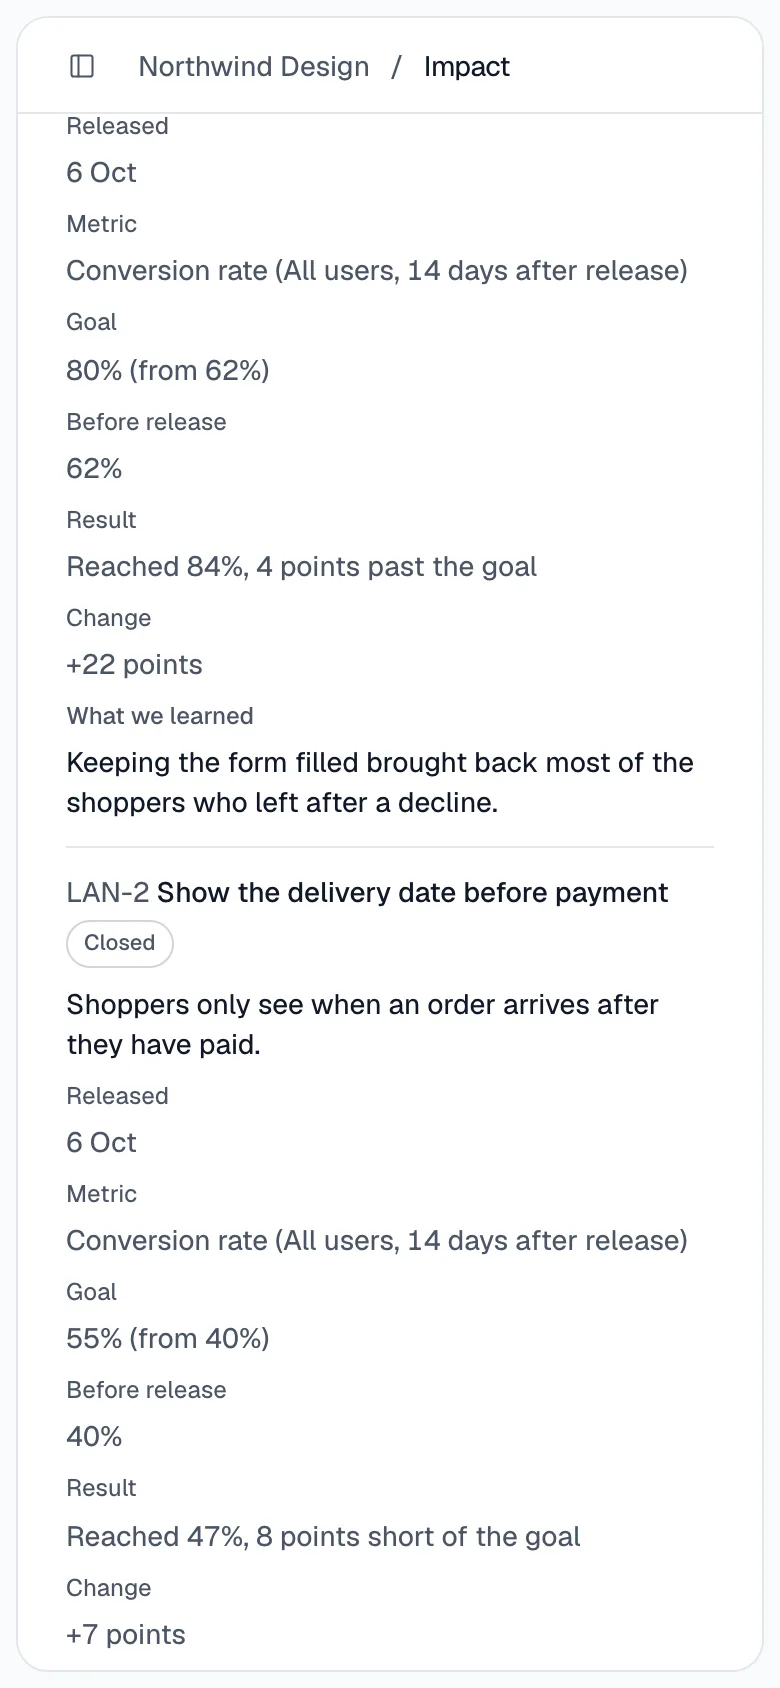 Northwind Design / Impact
Released
6 Oct
Metric
Conversion rate (All users, 14 days after release)
Goal
80% (from 62%)
Before release
62%
Result
Reached 84%, 4 points past the goal
Change
+22 points
What we learned
Keeping the form filled brought back most of the
shoppers who left after a decline.
LAN-2 Show the delivery date before payment
Closed
Shoppers only see when an order arrives after
they have paid.
Released
6 Oct
Metric
Conversion rate (All users, 14 days after release)
Goal
55% (from 40%)
Before release
40%
Result
Reached 47%, 8 points short of the goal
Change
+7 points